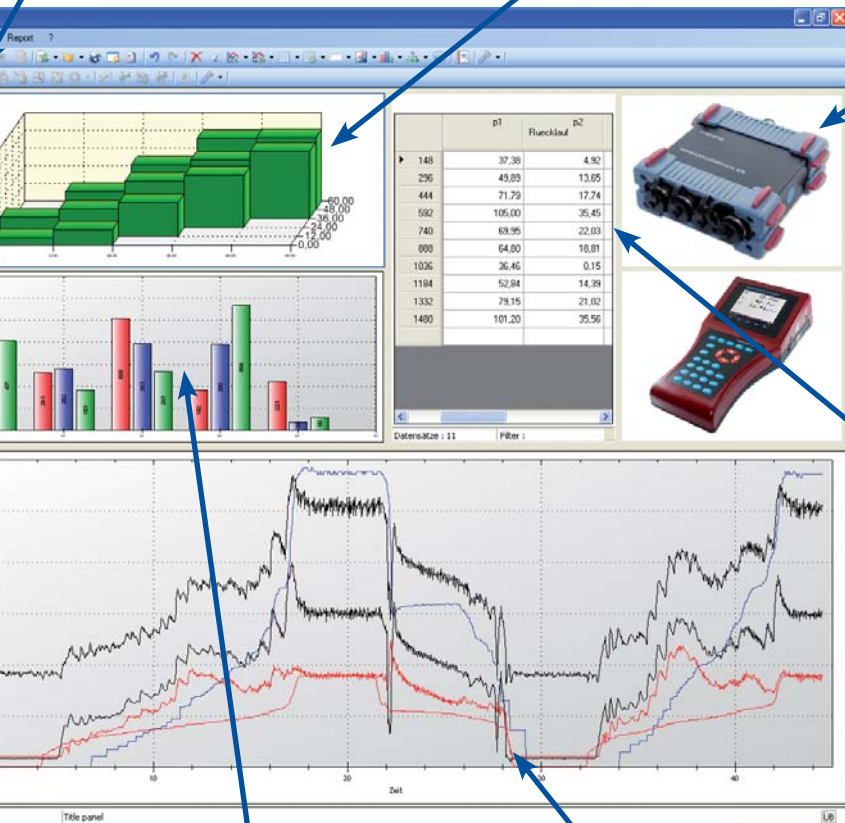 Report ?
60,00
48,00
36,00
24,00
12,00
0,00
p1 p2
Ruecklauf
148 37,38 4,92
296 49,89 13,65
444 71,79 17,74
592 105,00 35,45
740 69,95 22,03
888 64,80 18,81
1036 36,46 0,15
1184 52,84 14,39
1332 79,15 21,02
1480 101,20 35,56
Datensätze : 11 Filter :
10 20 30 40
Zeit
Title panel